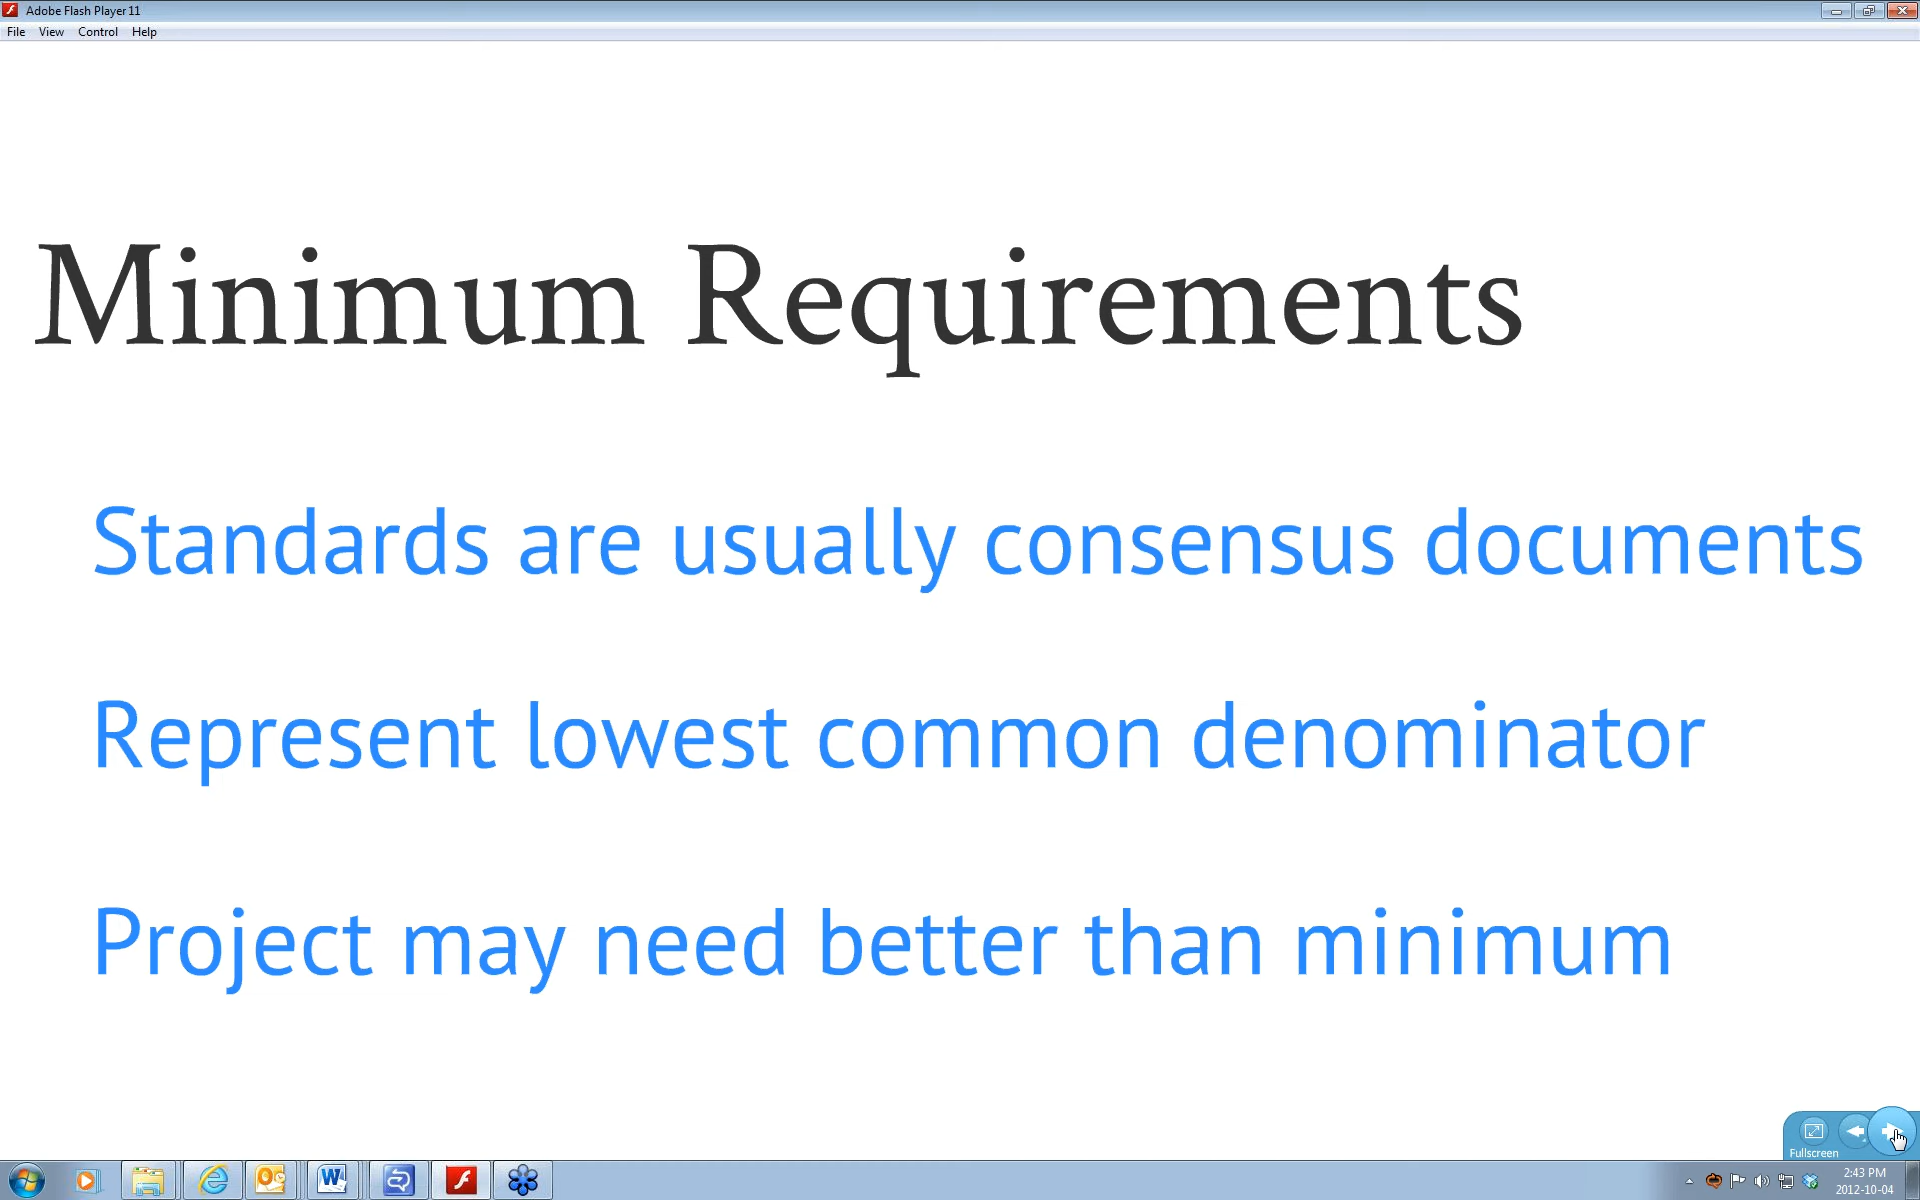 Adobe Flash Player 11
File View Control Help
Minimum Requirements
Standards are usually consensus documents
Represent lowest common denominator
Project may need better than minimum
Fullscreen
2:43 PM
2012-10-04